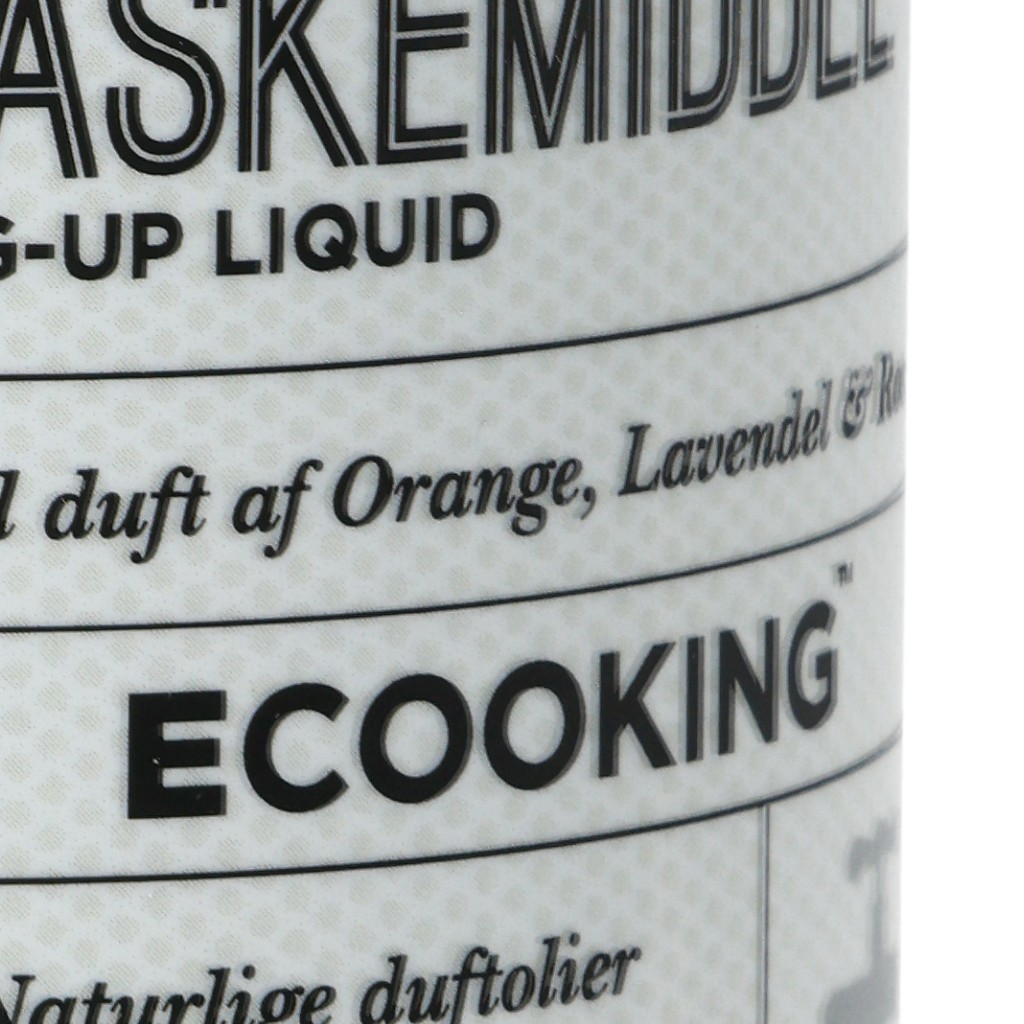 ASKEMIDDEL
G-UP LIQUID
duft af Orange, Lavendel &
ECOOKING™
Naturlige duftolier